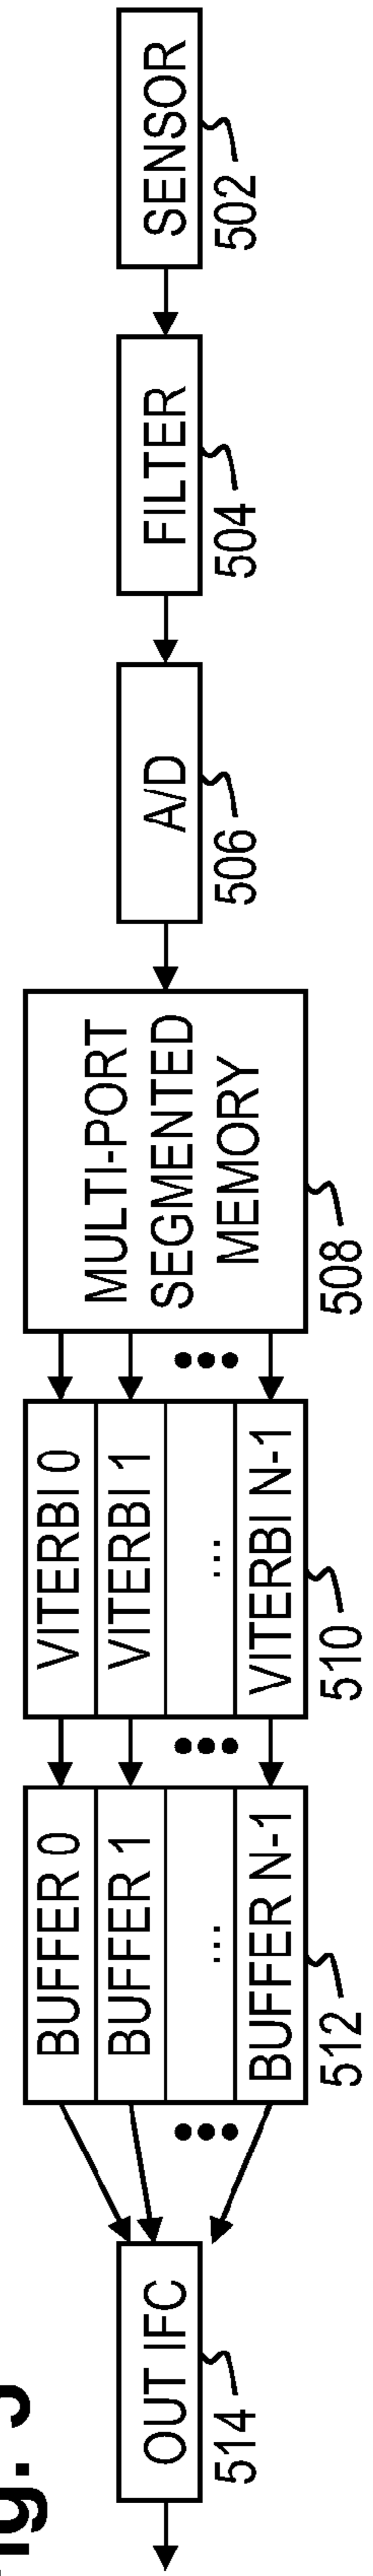 OUT IFC
514
BUFFER 0
BUFFER 1
...
BUFFER N-1
512
VITERBI 0
VITERBI 1
...
VITERBI N-1
510
MULTI-PORT
SEGMENTED
MEMORY
508
A/D
506
FILTER
504
SENSOR
502